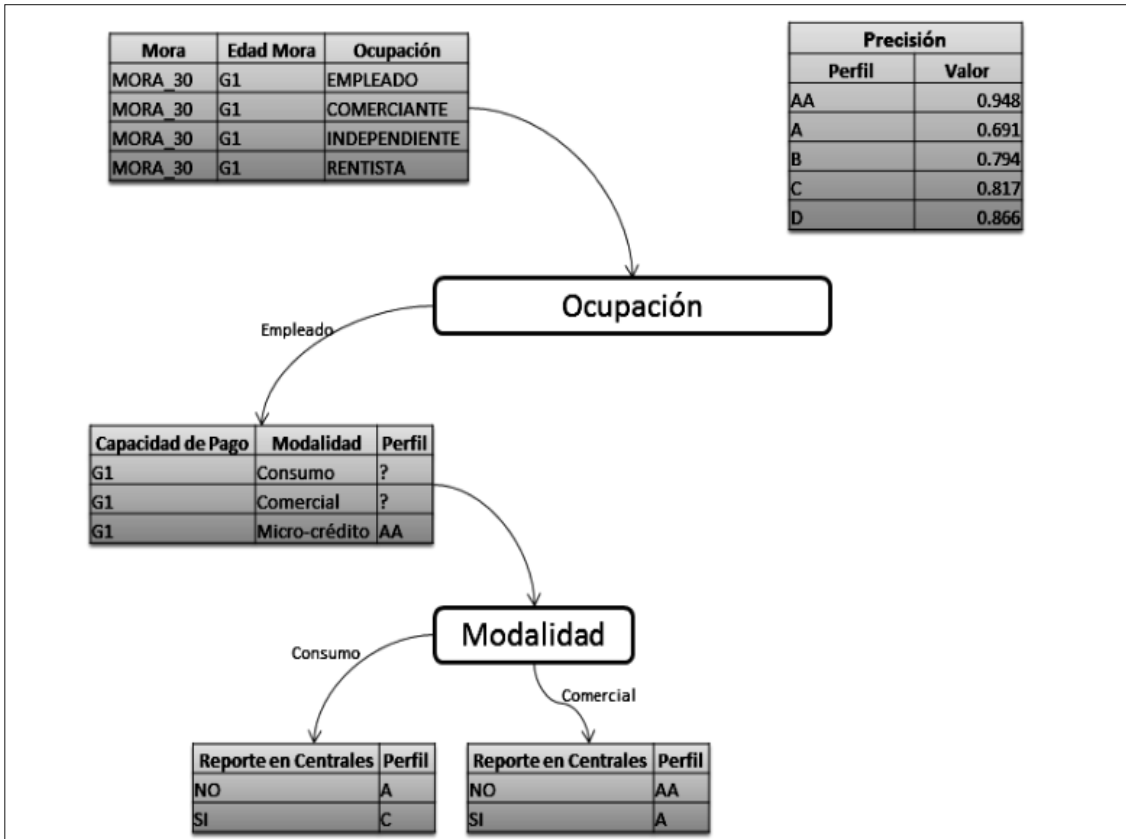 Mora Edad Mora Ocupación
MORA_30 G1 EMPLEADO
MORA_30 G1 COMERCIANTE
MORA_30 G1 INDEPENDIENTE
MORA_30 G1 RENTISTA
Precisión
Perfil Valor
AA 0.948
A 0.691
B 0.794
C 0.817
D 0.866
Ocupación
Empleado
Capacidad de Pago Modalidad Perfil
G1 Consumo ?
G1 Comercial ?
G1 Micro-crédito AA
Modalidad
Consumo
Comercial
Reporte en Centrales Perfil
NO A
SI C
Reporte en Centrales Perfil
NO AA
SI A